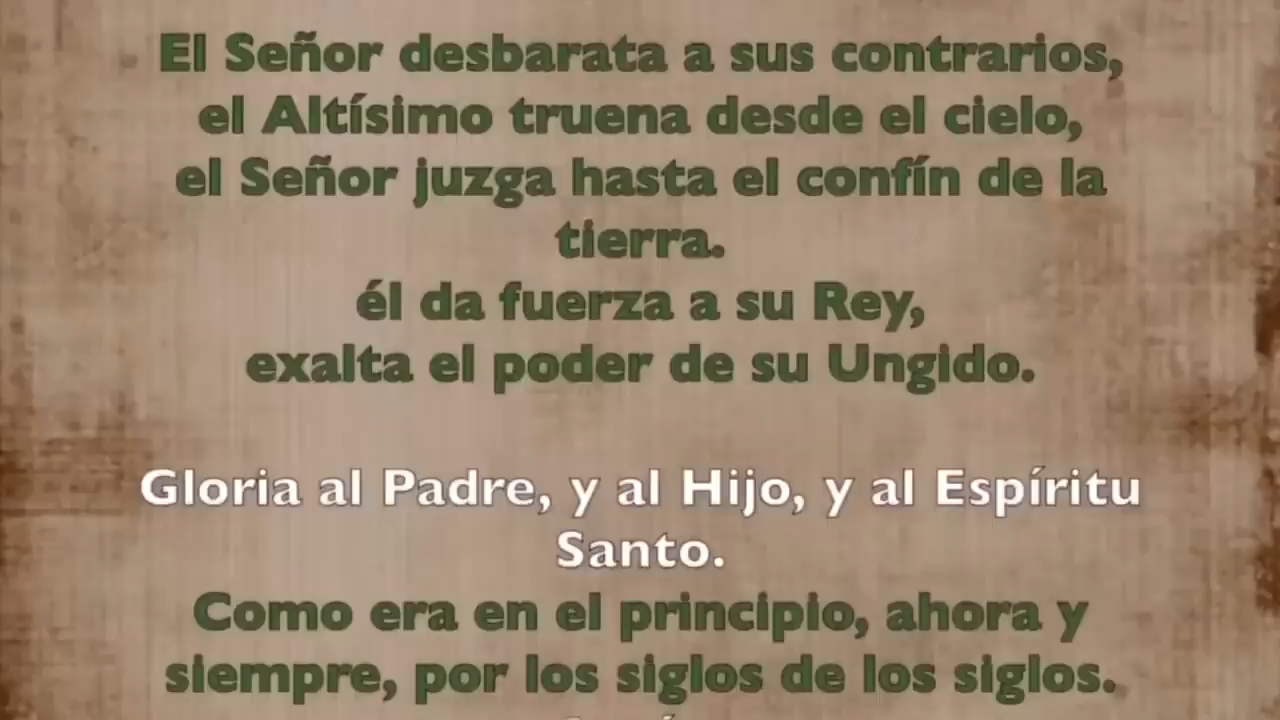 El Señor desbarata a sus contrarios,
el Altísimo truena desde el cielo,
el Señor juzga hasta el confín de la
tierra.
él da fuerza a su Rey,
exalta el poder de su Ungido.
Gloria al Padre, y al Hijo, y al Espíritu
Santo.
Como era en el principio, ahora y
siempre, por los siglos de los siglos.